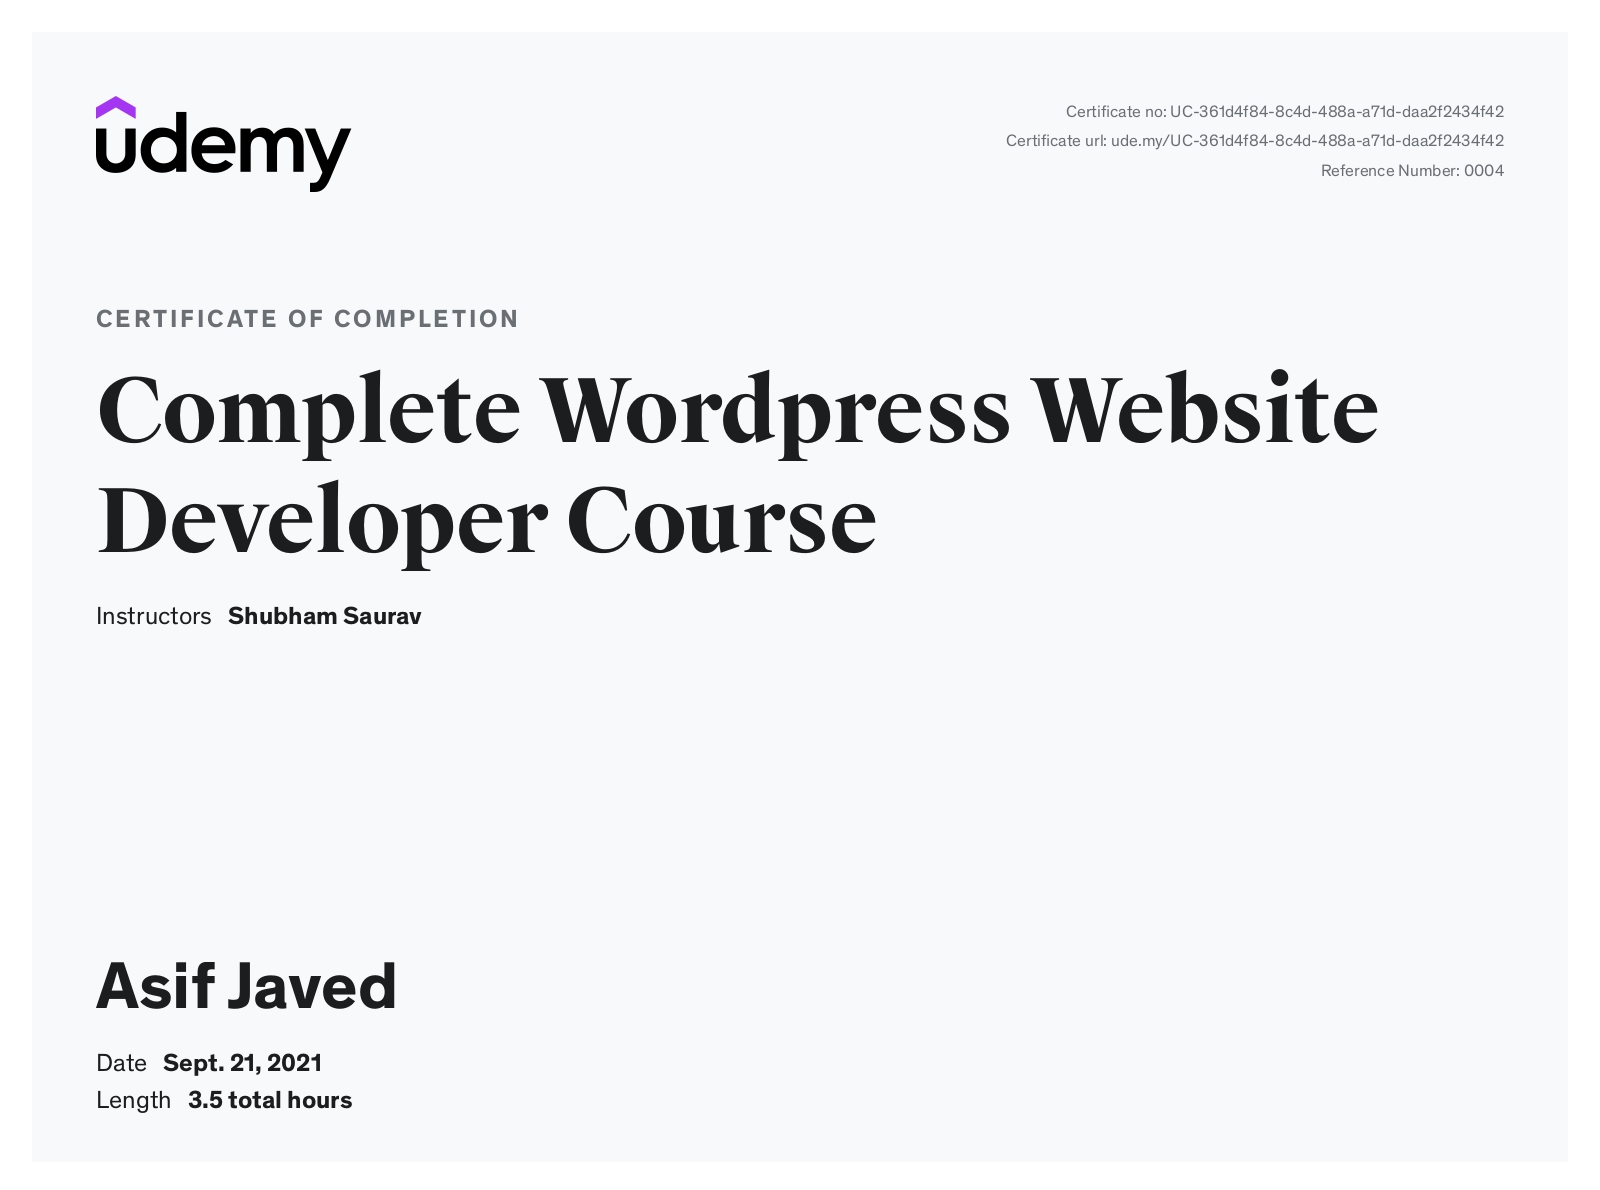 udemy
Certificate no: UC-361d4f84-8c4d-488a-a71d-daa2f2434f42
Certificate url: ude.my/UC-361d4f84-8c4d-488a-a71d-daa2f2434f42
Reference Number: 0004
CERTIFICATE OF COMPLETION
Complete Wordpress Website
Developer Course
Instructors Shubham Saurav
Asif Javed
Date Sept. 21, 2021
Length 3.5 total hours